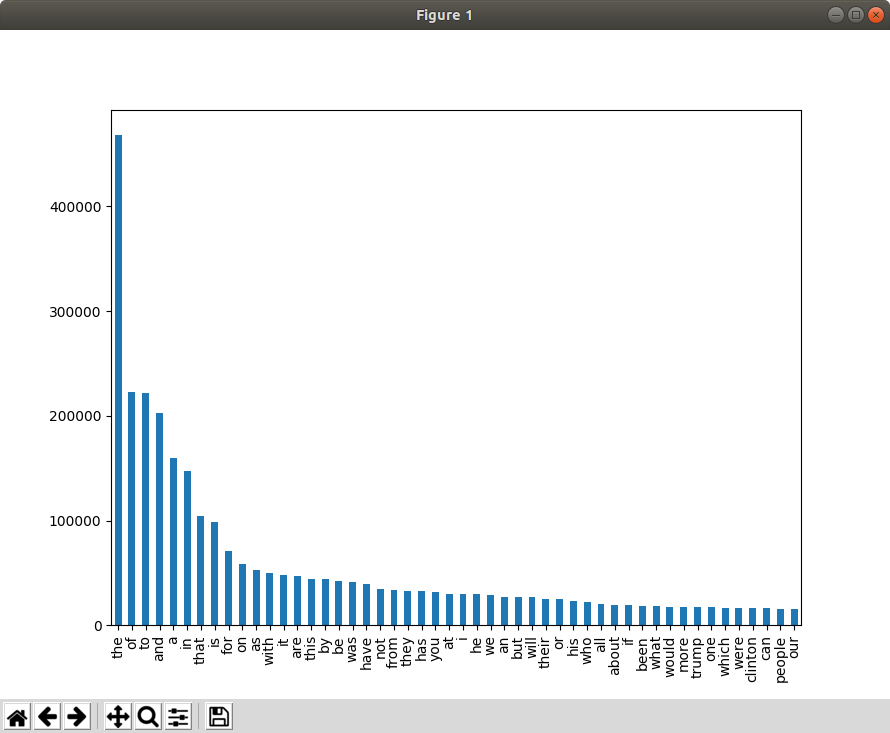 Figure 1
400000
300000
200000
100000
0
the
of
to
and
a
in
that
is
for
on
as
with
it
are
this
by
be
was
have
not
from
they
has
you
at
i
he
we
an
but
will
their
or
his
who
all
about
if
been
what
would
more
trump
one
which
were
clinton
can
people
our